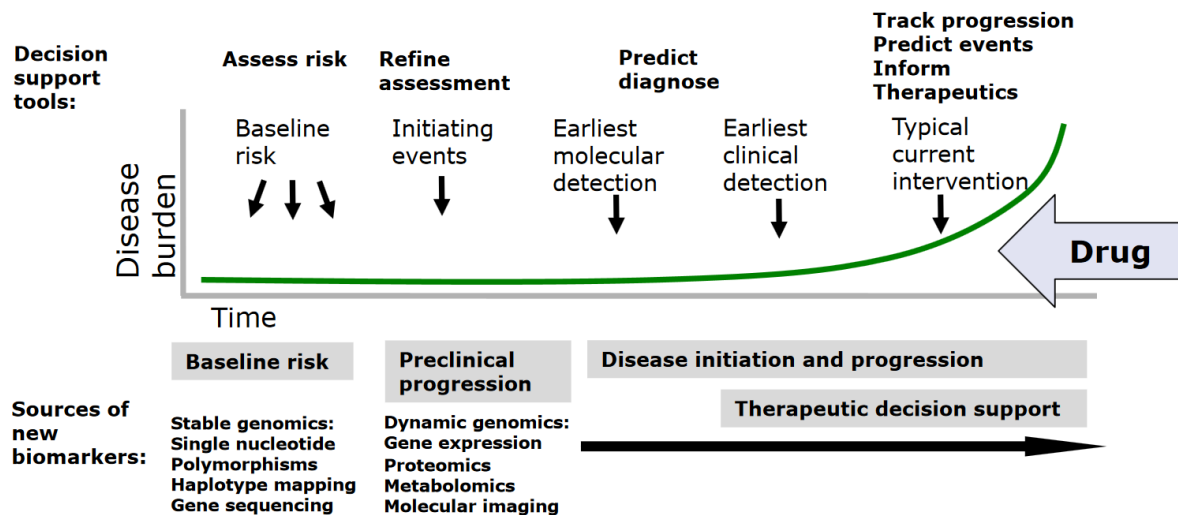 Decision
support
tools:
Assess risk
Refine
assessment
Predict
diagnose
Track progression
Predict events
Inform
Therapeutics
Baseline
risk
Initiating
events
Earliest
molecular
detection
Earliest
clinical
detection
Typical
current
intervention
Disease
burden
Drug
Time
Baseline risk
Preclinical
progression
Disease initiation and progression
Therapeutic decision support
Sources of
new
biomarkers:
Stable genomics:
Single nucleotide
Polymorphisms
Haplotype mapping
Gene sequencing
Dynamic genomics:
Gene expression
Proteomics
Metabolomics
Molecular imaging